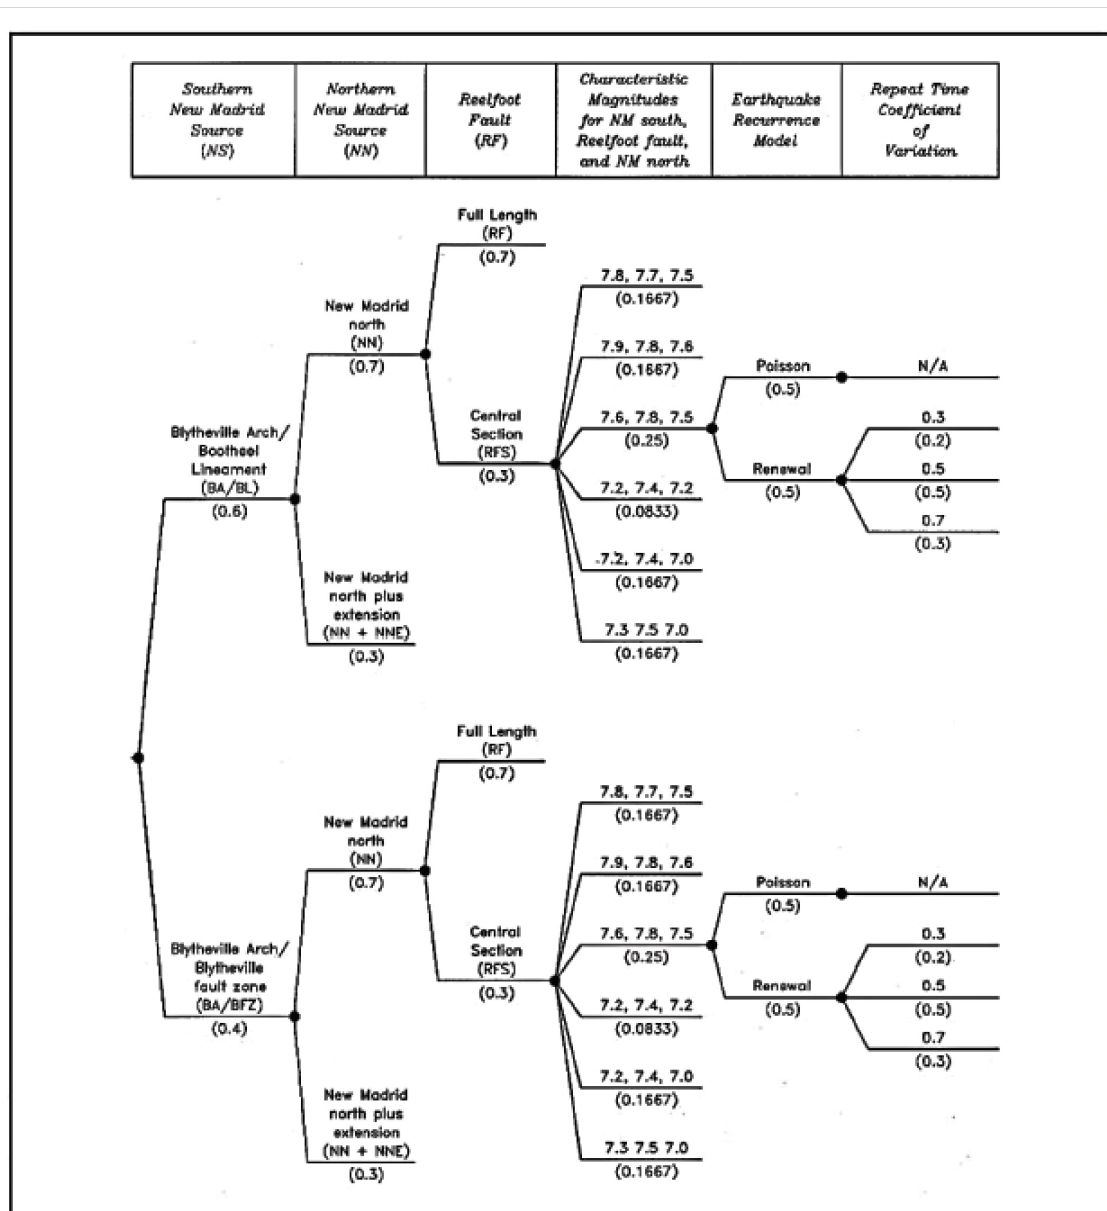 Southern
New Madrid
Source
(NS)
Northern
New Madrid
Source
(NN)
Reelfoot
Fault
(RF)
Characteristic
Magnitudes
for NM south,
Reelfoot fault,
and NM north
Earthquake
Recurrence
Model
Repeat Time
Coefficient
of
Variation
Full Length
(RF)
(0.7)
7.8, 7.7, 7.5
(0.1667)
New Madrid
north
(NN)
(0.7)
7.9, 7.8, 7.6
(0.1667)
Poisson
(0.5)
N/A
Blytheville Arch/
Bootheel
Lineament
(BA/BL)
(0.6)
Central
Section
(RFS)
(0.3)
7.6, 7.8, 7.5
(0.25)
0.3
(0.2)
Renewal
(0.5)
0.5
(0.5)
7.2, 7.4, 7.2
(0.0833)
0.7
(0.3)
7.2, 7.4, 7.0
(0.1667)
New Madrid
north plus
extension
(NN + NNE)
(0.3)
7.3 7.5 7.0
(0.1667)
Full Length
(RF)
(0.7)
7.8, 7.7, 7.5
(0.1667)
New Madrid
north
(NN)
(0.7)
7.9, 7.8, 7.6
(0.1667)
Poisson
(0.5)
N/A
Blytheville Arch/
Blytheville
fault zone
(BA/BFZ)
(0.4)
Central
Section
(RFS)
(0.3)
7.6, 7.8, 7.5
(0.25)
0.3
(0.2)
Renewal
(0.5)
0.5
(0.5)
7.2, 7.4, 7.2
(0.0833)
0.7
(0.3)
7.2, 7.4, 7.0
(0.1667)
New Madrid
north plus
extension
(NN + NNE)
(0.3)
7.3 7.5 7.0
(0.1667)